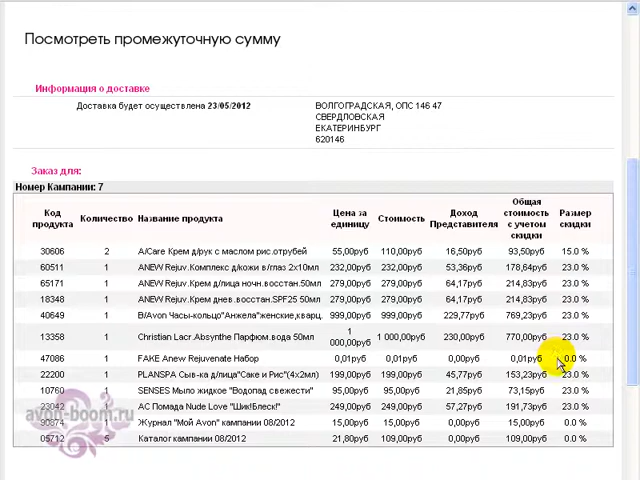 Посмотреть промежуточную сумму
Информация о доставке
Доставка будет осуществлена 23/05/2012 ВОЛГОГРАДСКАЯ, ОПС 146 47
СВЕРДЛОВСКАЯ
ЕКАТЕРИНБУРГ
620146
Заказ для:
Номер Кампании: 7
Код продукта Количество Название продукта Цена за единицу Стоимость Доход Представителя Общая стоимость с учетом скидки Размер скидки
30606 2 A/Care Крем д/рук с маслом рис.отрубей 55,00руб 110,00руб 16,50руб 93,50руб 15.0 %
60511 1 ANEW Rejuv.Комплекс д/кожи в/глаз 2x10мл 232,00руб 232,00руб 53,36руб 178,64руб 23.0 %
65171 1 ANEW Rejuv.Крем д/лица ночн.восстан.50мл 279,00руб 279,00руб 64,17руб 214,83руб 23.0 %
18348 1 ANEW Rejuv.Крем днев.восстан.SPF25 50мл 279,00руб 279,00руб 64,17руб 214,83руб 23.0 %
40649 1 B/Avon Часы-кольцо"Анжела"женские,кварц. 999,00руб 999,00руб 229,77руб 769,23руб 23.0 %
13358 1 Christian Lacr.Absynthe Парфюм.вода 50мл 1 000,00руб 1 000,00руб 230,00руб 770,00руб 23.0 %
47086 1 FAKE Anew Rejuvenate Набор 0,01руб 0,01руб 0,00руб 0,01руб 0.0 %
22200 1 PLANSPA Сыв-ка д/лица"Саке и Рис"(4x2мл) 199,00руб 199,00руб 45,77руб 153,23руб 23.0 %
10760 1 SENSES Мыло жидкое "Водопад свежести" 95,00руб 95,00руб 21,85руб 73,15руб 23.0 %
23042 1 АС Помада Nude Love "Шик!Блеск!" 249,00руб 249,00руб 57,27руб 191,73руб 23.0 %
90874 1 Журнал "Мой Avon" кампании 08/2012 15,00руб 15,00руб 0,00руб 15,00руб 0.0 %
05712 5 Каталог кампании 08/2012 21,80руб 109,00руб 0,00руб 109,00руб 0.0 %
avon-boom.ru